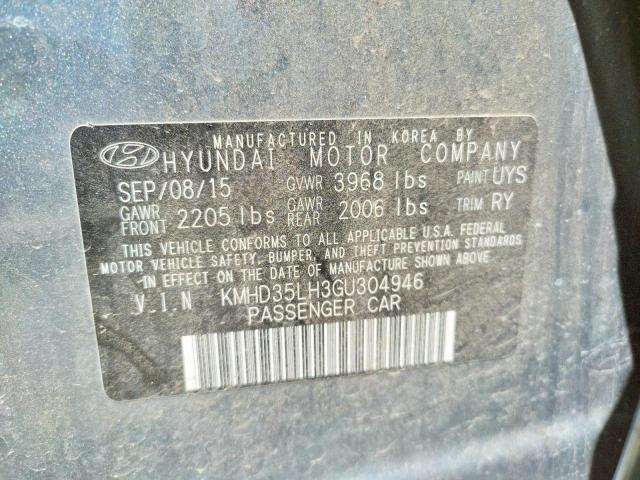 MANUFACTURED IN KOREA BY
HYUNDAI MOTOR COMPANY
SEP/08/15 GVWR 3968 lbs PAINT UYS
GAWR FRONT 2205 lbs GAWR REAR 2006 lbs TRIM RY
THIS VEHICLE CONFORMS TO ALL APPLICABLE U.S.A. FEDERAL
MOTOR VEHICLE SAFETY, BUMPER, AND THEFT PREVENTION STANDARDS
IN EFFECT ON THE DATE OF MANUFACTURE SHOWN ABOVE.
V.I.N KMHD35LH3GU304946
PASSENGER CAR